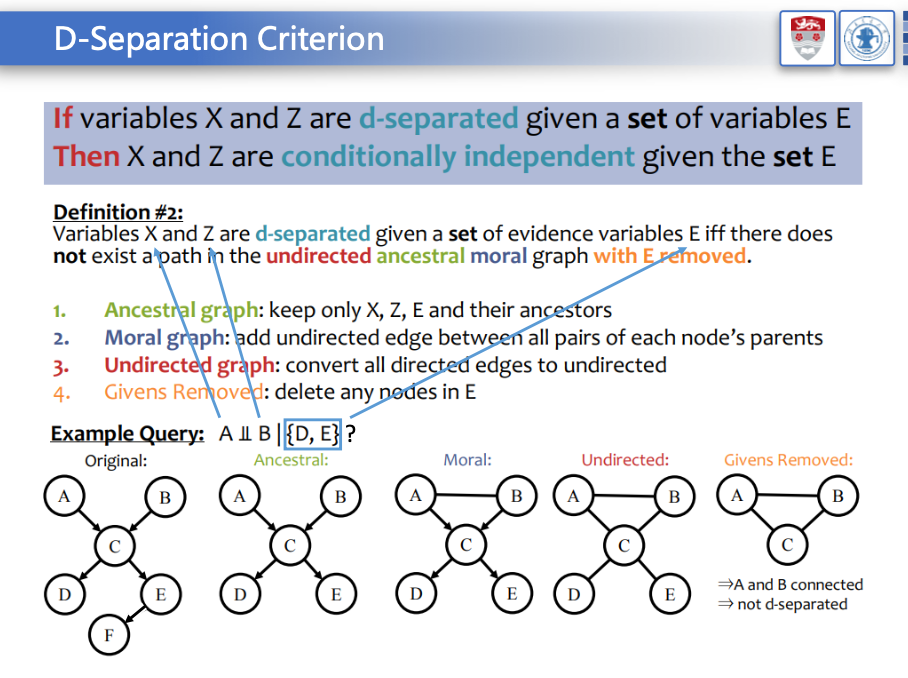 D-Separation Criterion
If variables X and Z are d-separated given a set of variables E
Then X and Z are conditionally independent given the set E
Definition #2:
Variables X and Z are d-separated given a set of evidence variables E iff there does
not exist a path in the undirected ancestral moral graph with E removed.
1. Ancestral graph: keep only X, Z, E and their ancestors
2. Moral graph: add undirected edge between all pairs of each node's parents
3. Undirected graph: convert all directed edges to undirected
4. Givens Removed: delete any nodes in E
Example Query: A ⫫ B | {D, E} ?
Original: Ancestral: Moral: Undirected: Givens Removed:
A B A B A B A B A B
C C C C C
D E D E D E D E
⇒A and B connected
⇒ not d-separated
F